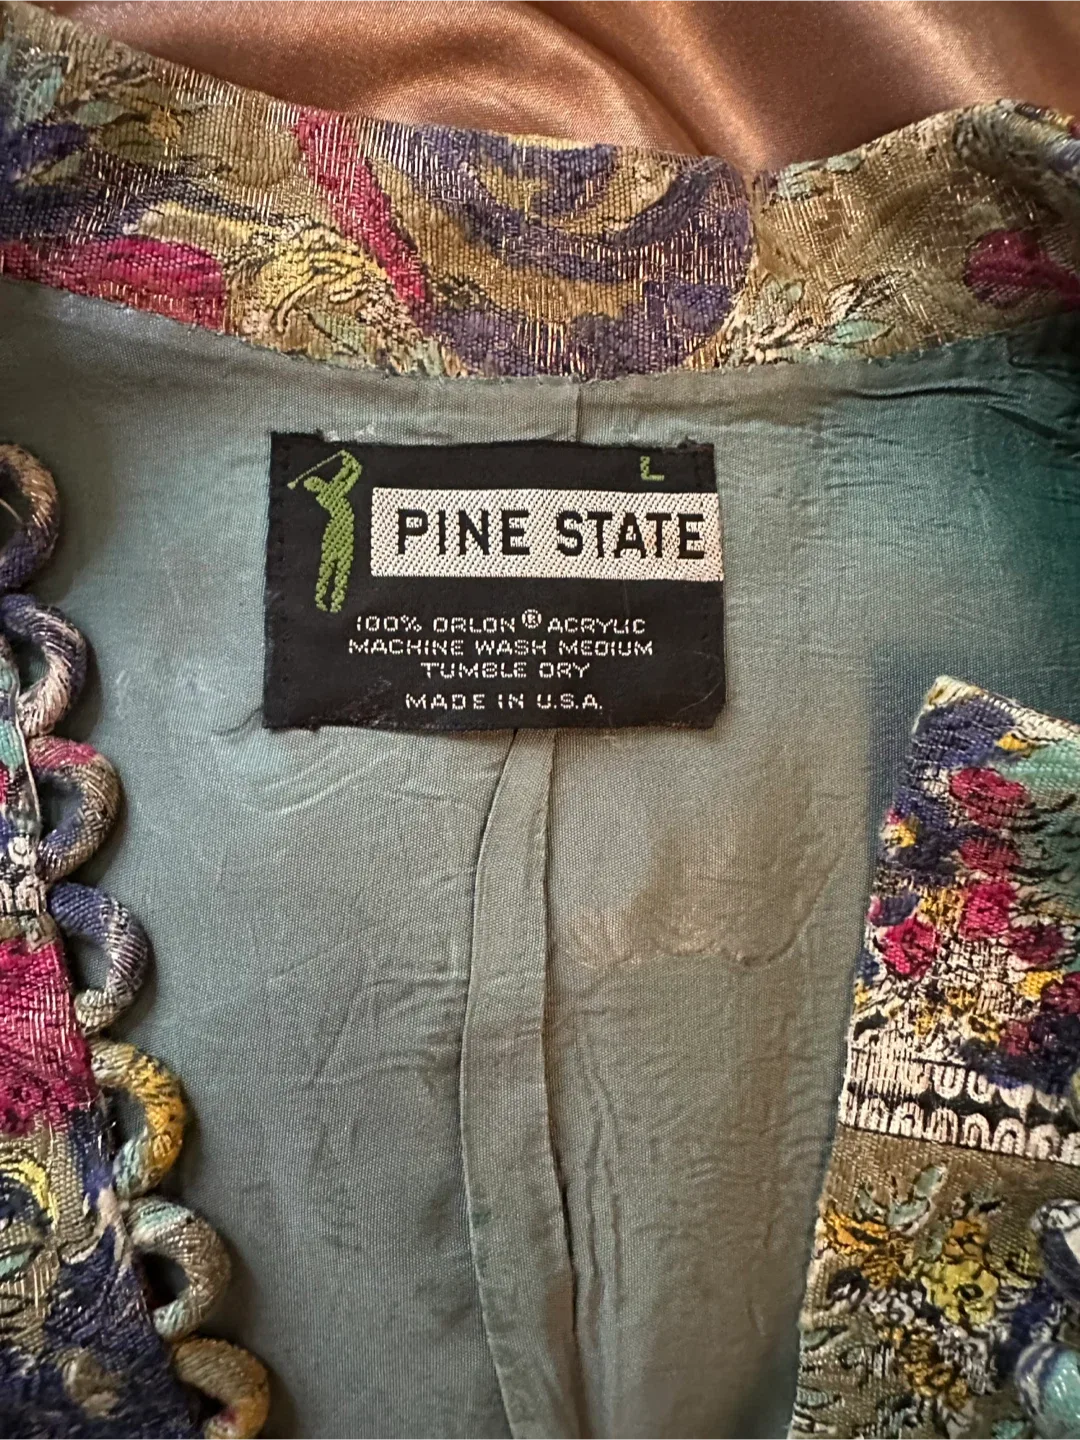 L
PINE STATE
100% ORLON® ACRYLIC
MACHINE WASH MEDIUM
TUMBLE DRY
MADE IN U.S.A.